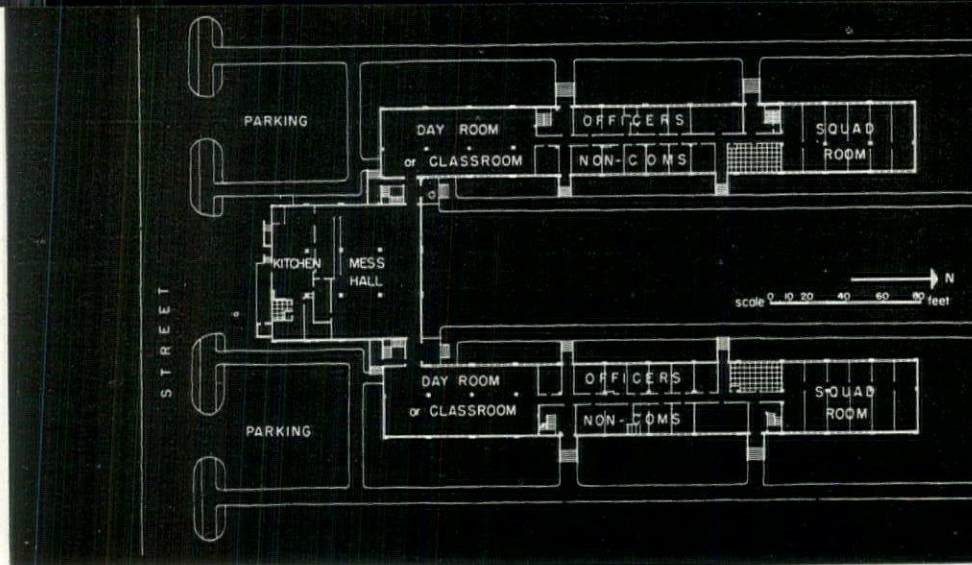 PARKING
DAY ROOM
or CLASSROOM
OFFICERS
NON-COMS
SQUAD
ROOM
KITCHEN
MESS
HALL
N
scale 0 10 20 40 60 80 feet
STREET
DAY ROOM
or CLASSROOM
OFFICERS
NON-COMS
SQUAD
ROOM
PARKING